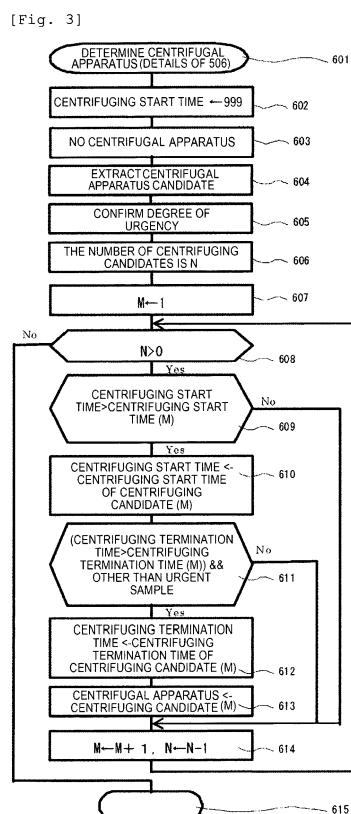 [Fig. 3]
DETERMINE CENTRIFUGAL
APPARATUS (DETAILS OF 506)
601
CENTRIFUGING START TIME ←999
602
NO CENTRIFUGAL APPARATUS
603
EXTRACT CENTRIFUGAL
APPARATUS CANDIDATE
604
CONFIRM DEGREE OF
URGENCY
605
THE NUMBER OF CENTRIFUGING
CANDIDATES IS N
606
M←1
607
No
N>0
608
Yes
CENTRIFUGING START
TIME>CENTRIFUGING START
TIME (M)
No
609
Yes
CENTRIFUGING START TIME <-
CENTRIFUGING START TIME
OF CENTRIFUGING
CANDIDATE (M)
610
(CENTRIFUGING TERMINATION
TIME>CENTRIFUGING
TERMINATION TIME (M)) &&
OTHER THAN URGENT
SAMPLE
No
611
Yes
CENTRIFUGING TERMINATION
TIME <-CENTRIFUGING
TERMINATION TIME OF
CENTRIFUGING CANDIDATE (M)
612
CENTRIFUGAL APPARATUS <-
CENTRIFUGING CANDIDATE (M)
613
M←M+ 1, N←N-1
614
615